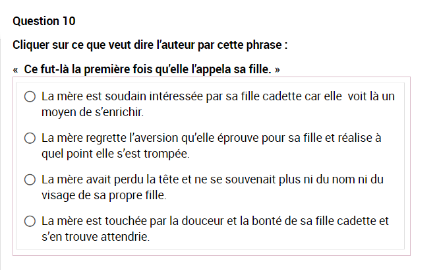 Question 10
Cliquer sur ce que veut dire l'auteur par cette phrase :
« Ce fut-là la première fois qu'elle l'appela sa fille. »
La mère est soudain intéressée par sa fille cadette car elle voit là un
moyen de s'enrichir.
La mère regrette l'aversion qu'elle éprouve pour sa fille et réalise à
quel point elle s'est trompée.
La mère avait perdu la tête et ne se souvenait plus ni du nom ni du
visage de sa propre fille.
La mère est touchée par la douceur et la bonté de sa fille cadette et
s'en trouve attendrie.